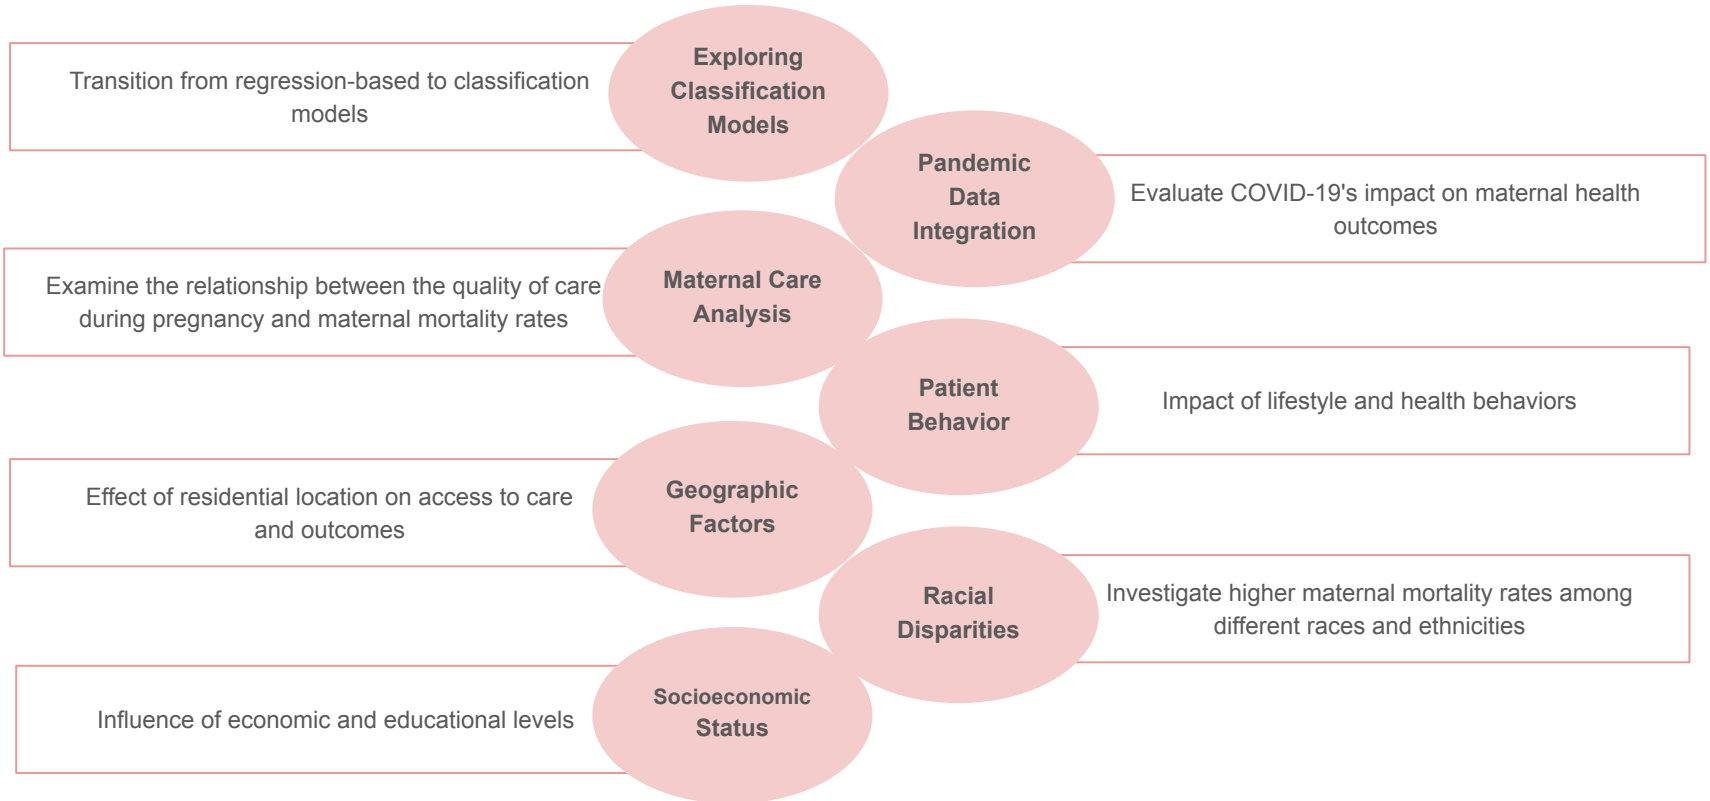 Exploring
Classification
Models
Transition from regression-based to classification
models
Pandemic
Data
Integration
Evaluate COVID-19's impact on maternal health
outcomes
Maternal Care
Analysis
Examine the relationship between the quality of care
during pregnancy and maternal mortality rates
Patient
Behavior
Impact of lifestyle and health behaviors
Geographic
Factors
Effect of residential location on access to care
and outcomes
Racial
Disparities
Investigate higher maternal mortality rates among
different races and ethnicities
Socioeconomic
Status
Influence of economic and educational levels